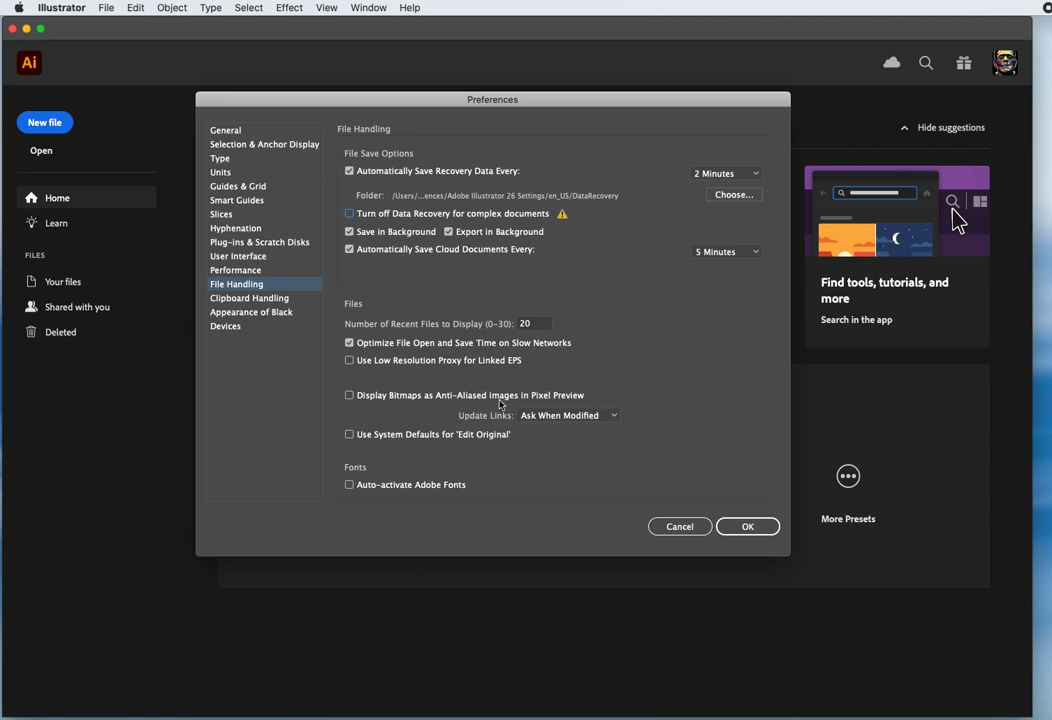 Illustrator File Edit Object Type Select Effect View Window Help
Ai
New file
Open
Home
Learn
FILES
Your files
Shared with you
Deleted
Hide suggestions
Preferences
General
Selection & Anchor Display
Type
Units
Guides & Grid
Smart Guides
Slices
Hyphenation
Plug-ins & Scratch Disks
User Interface
Performance
File Handling
Clipboard Handling
Appearance of Black
Devices
File Handling
File Save Options
Automatically Save Recovery Data Every: 2 Minutes
Folder: /Users/...ences/Adobe Illustrator 26 Settings/en_US/DataRecovery Choose...
Turn off Data Recovery for complex documents
Save in Background Export in Background
Automatically Save Cloud Documents Every: 5 Minutes
Files
Number of Recent Files to Display (0-30): 20
Optimize File Open and Save Time on Slow Networks
Use Low Resolution Proxy for Linked EPS
Display Bitmaps as Anti-Aliased images in Pixel Preview
Update Links: Ask When Modified
Use System Defaults for 'Edit Original'
Fonts
Auto-activate Adobe Fonts
Cancel OK
Find tools, tutorials, and
more
Search in the app
More Presets